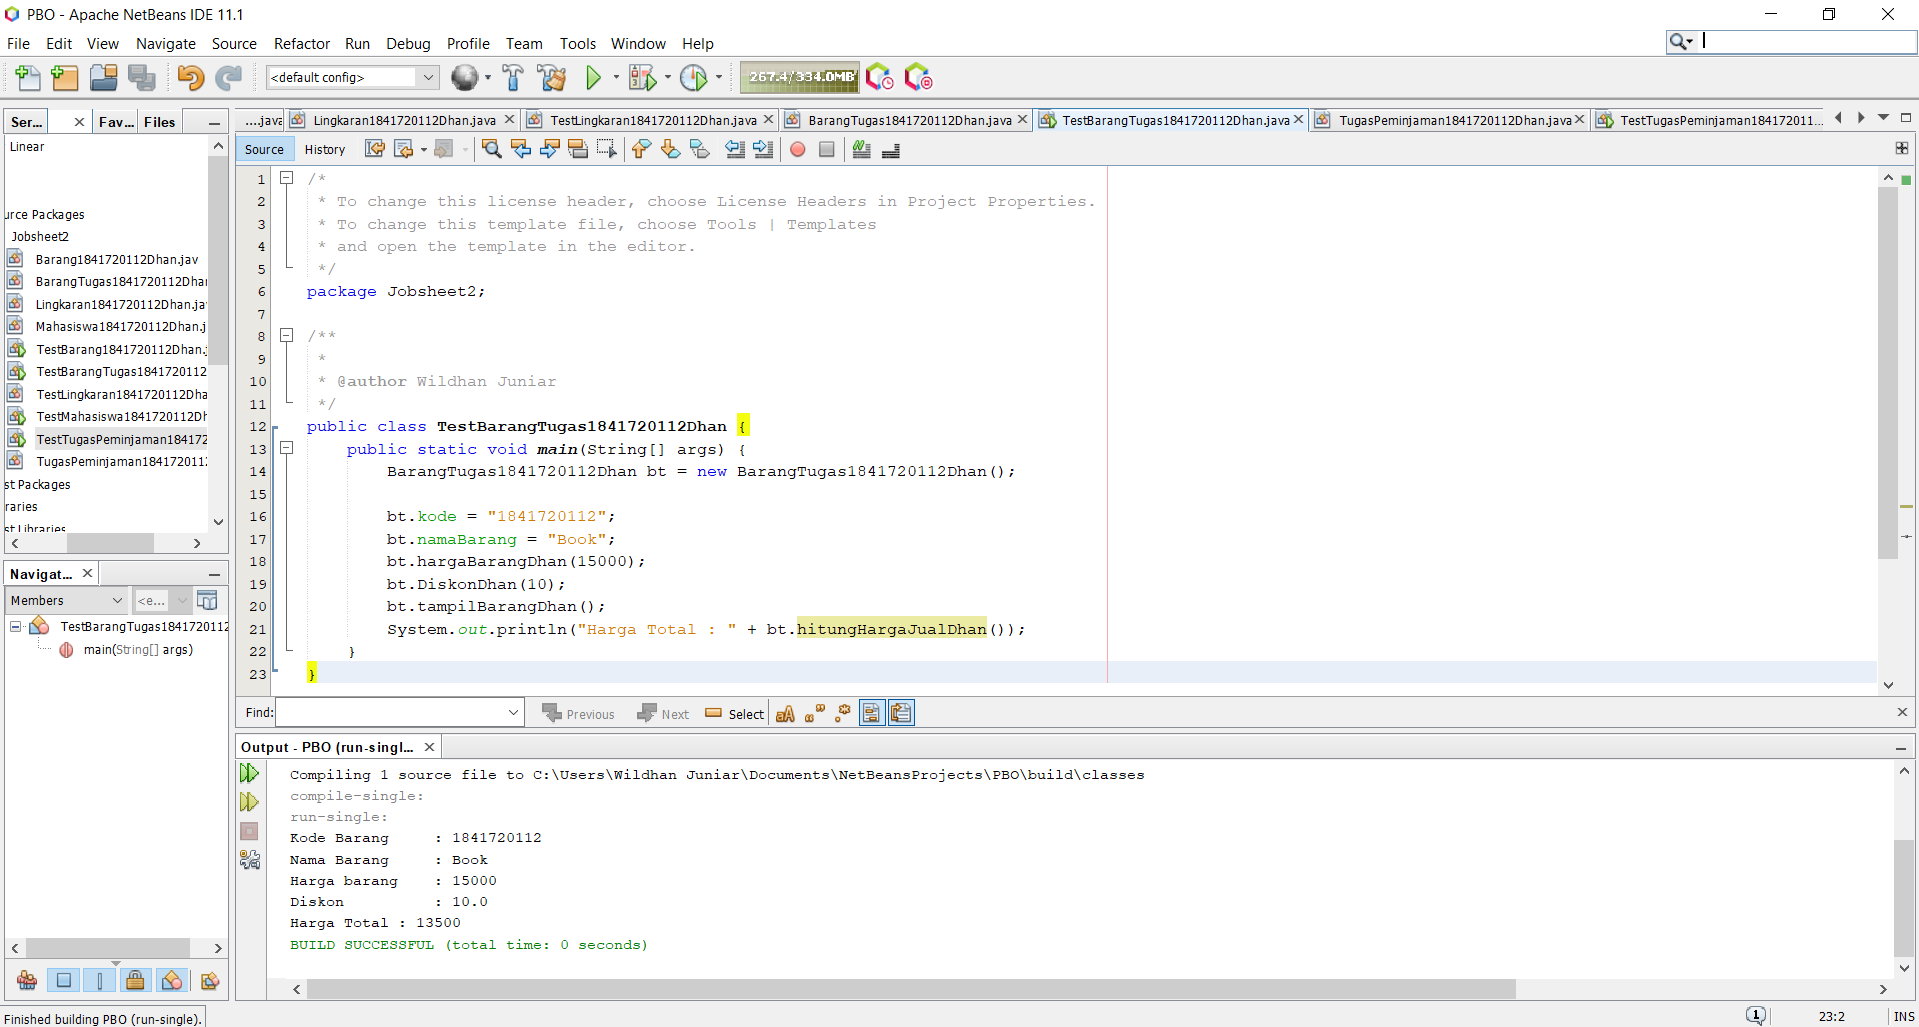 PBO - Apache NetBeans IDE 11.1
File Edit View Navigate Source Refactor Run Debug Profile Team Tools Window Help
<default config>
267.4/334.0MB
Ser... Fav... Files
....java Lingkaran1841720112Dhan.java TestLingkaran1841720112Dhan.java BarangTugas1841720112Dhan.java TestBarangTugas1841720112Dhan.java TugasPeminjaman1841720112Dhan.java TestTugasPeminjaman184172011...
Source History
Linear
urce Packages
Jobsheet2
Barang1841720112Dhan.jav
BarangTugas1841720112Dhan
Lingkaran1841720112Dhan.ja
Mahasiswa1841720112Dhan.j
TestBarang1841720112Dhan.j
TestBarangTugas1841720112
TestLingkaran1841720112Dha
TestMahasiswa1841720112Dh
TestTugasPeminjaman184172
TugasPeminjaman184172011
st Packages
raries
st Libraries
1 /*
2 * To change this license header, choose License Headers in Project Properties.
3 * To change this template file, choose Tools | Templates
4 * and open the template in the editor.
5 */
6 package Jobsheet2;
7
8 /**
9 *
10 * @author Wildhan Juniar
11 */
12 public class TestBarangTugas1841720112Dhan {
13 public static void main(String[] args) {
14 BarangTugas1841720112Dhan bt = new BarangTugas1841720112Dhan();
15
16 bt.kode = "1841720112";
17 bt.namaBarang = "Book";
18 bt.hargaBarangDhan(15000);
19 bt.DiskonDhan(10);
20 bt.tampilBarangDhan();
21 System.out.println("Harga Total : " + bt.hitungHargaJualDhan());
22 }
23 }
Navigat...
Members <e...
TestBarangTugas184172011
main(String[] args)
Find: Previous Next Select
Output - PBO (run-singl...
Compiling 1 source file to C:\Users\Wildhan Juniar\Documents\NetBeansProjects\PBO\build\classes
compile-single:
run-single:
Kode Barang : 1841720112
Nama Barang : Book
Harga barang : 15000
Diskon : 10.0
Harga Total : 13500
BUILD SUCCESSFUL (total time: 0 seconds)
Finished building PBO (run-single).
1 23:2 INS